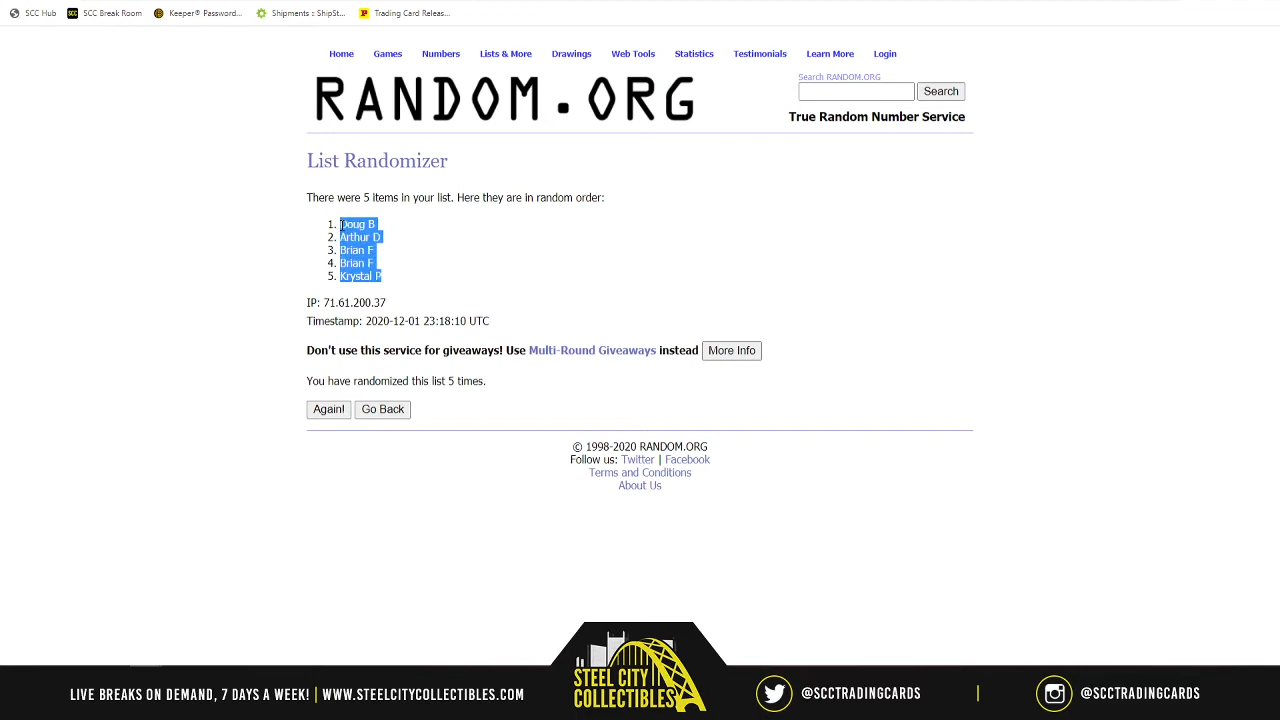 SCC Hub SCC Break Room Keeper® Password... Shipments :: ShipSt... Trading Card Releas...
Home Games Numbers Lists & More Drawings Web Tools Statistics Testimonials Learn More Login
RANDOM.ORG
Search RANDOM.ORG
Search
True Random Number Service
List Randomizer
There were 5 items in your list. Here they are in random order:
1. Doug B
2. Arthur D
3. Brian F
4. Brian F
5. Krystal P
IP: 71.61.200.37
Timestamp: 2020-12-01 23:18:10 UTC
Don't use this service for giveaways! Use Multi-Round Giveaways instead More Info
You have randomized this list 5 times.
Again! Go Back
© 1998-2020 RANDOM.ORG
Follow us: Twitter | Facebook
Terms and Conditions
About Us
LIVE BREAKS ON DEMAND, 7 DAYS A WEEK! | WWW.STEELCITYCOLLECTIBLES.COM
STEEL CITY
COLLECTIBLES
@SCCTRADINGCARDS | @SCCTRADINGCARDS